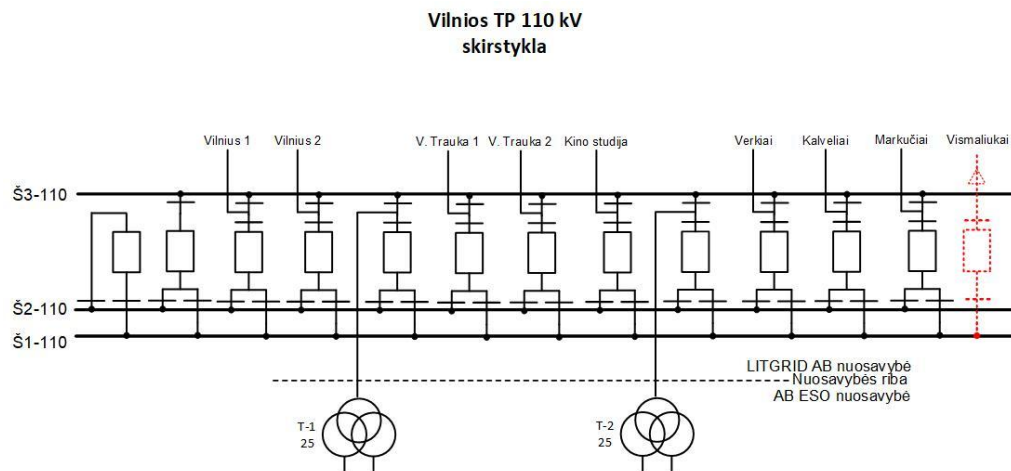 Vilnios TP 110 kV
skirstykla
Vilnius 1
Vilnius 2
V. Trauka 1
V. Trauka 2
Kino studija
Verkiai
Kalveliai
Markučiai
Vismaliukai
Š3-110
Š2-110
Š1-110
LITGRID AB nuosavybė
Nuosavybės riba
AB ESO nuosavybė
T-1
25
T-2
25